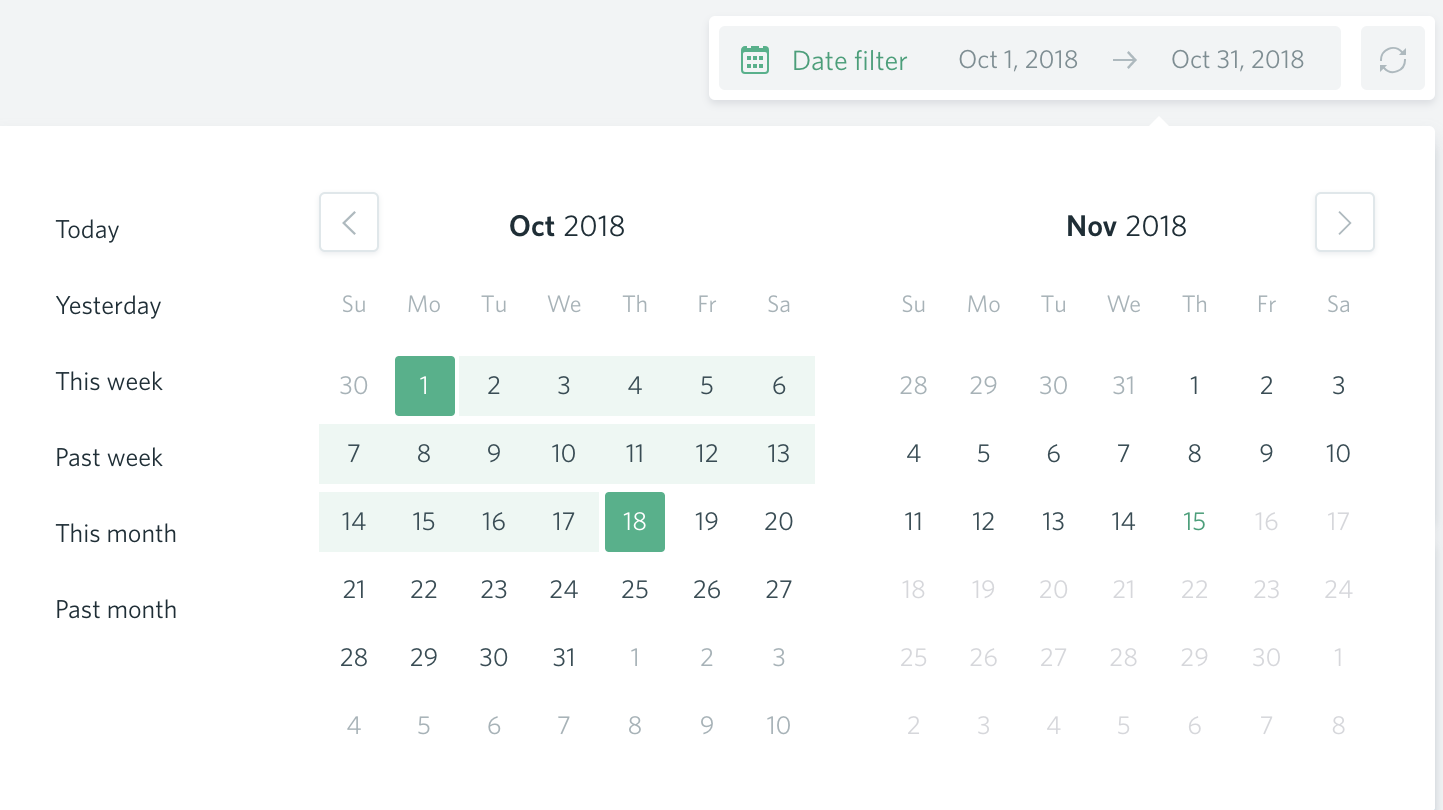 Date filter Oct 1, 2018 → Oct 31, 2018
Today
Yesterday
This week
Past week
This month
Past month
Oct 2018
Su Mo Tu We Th Fr Sa
30 1 2 3 4 5 6
7 8 9 10 11 12 13
14 15 16 17 18 19 20
21 22 23 24 25 26 27
28 29 30 31 1 2 3
4 5 6 7 8 9 10
Nov 2018
Su Mo Tu We Th Fr Sa
28 29 30 31 1 2 3
4 5 6 7 8 9 10
11 12 13 14 15 16 17
18 19 20 21 22 23 24
25 26 27 28 29 30 1
2 3 4 5 6 7 8